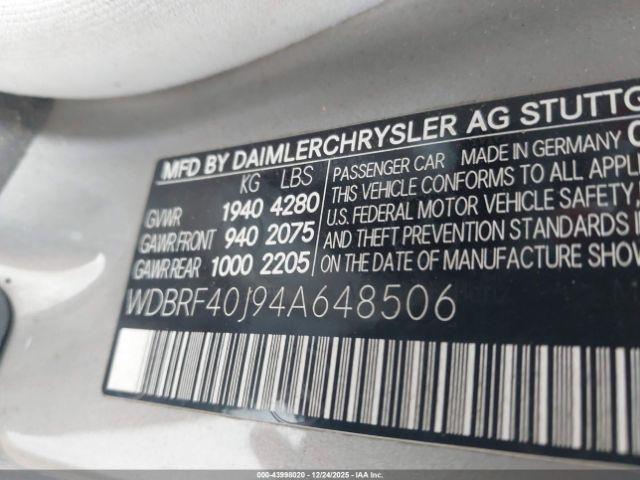 MFD BY DAIMLERCHRYSLER AG STUTTG
KG LBS
GVWR 1940 4280
GAWR FRONT 940 2075
GAWR REAR 1000 2205
PASSENGER CAR MADE IN GERMANY
THIS VEHICLE CONFORMS TO ALL APPL
U.S. FEDERAL MOTOR VEHICLE SAFETY,
AND THEFT PREVENTION STANDARDS I
ON THE DATE OF MANUFACTURE SHOW
WDBRF40J94A648506
000-43998020 - 12/24/2025 - IAA Inc.